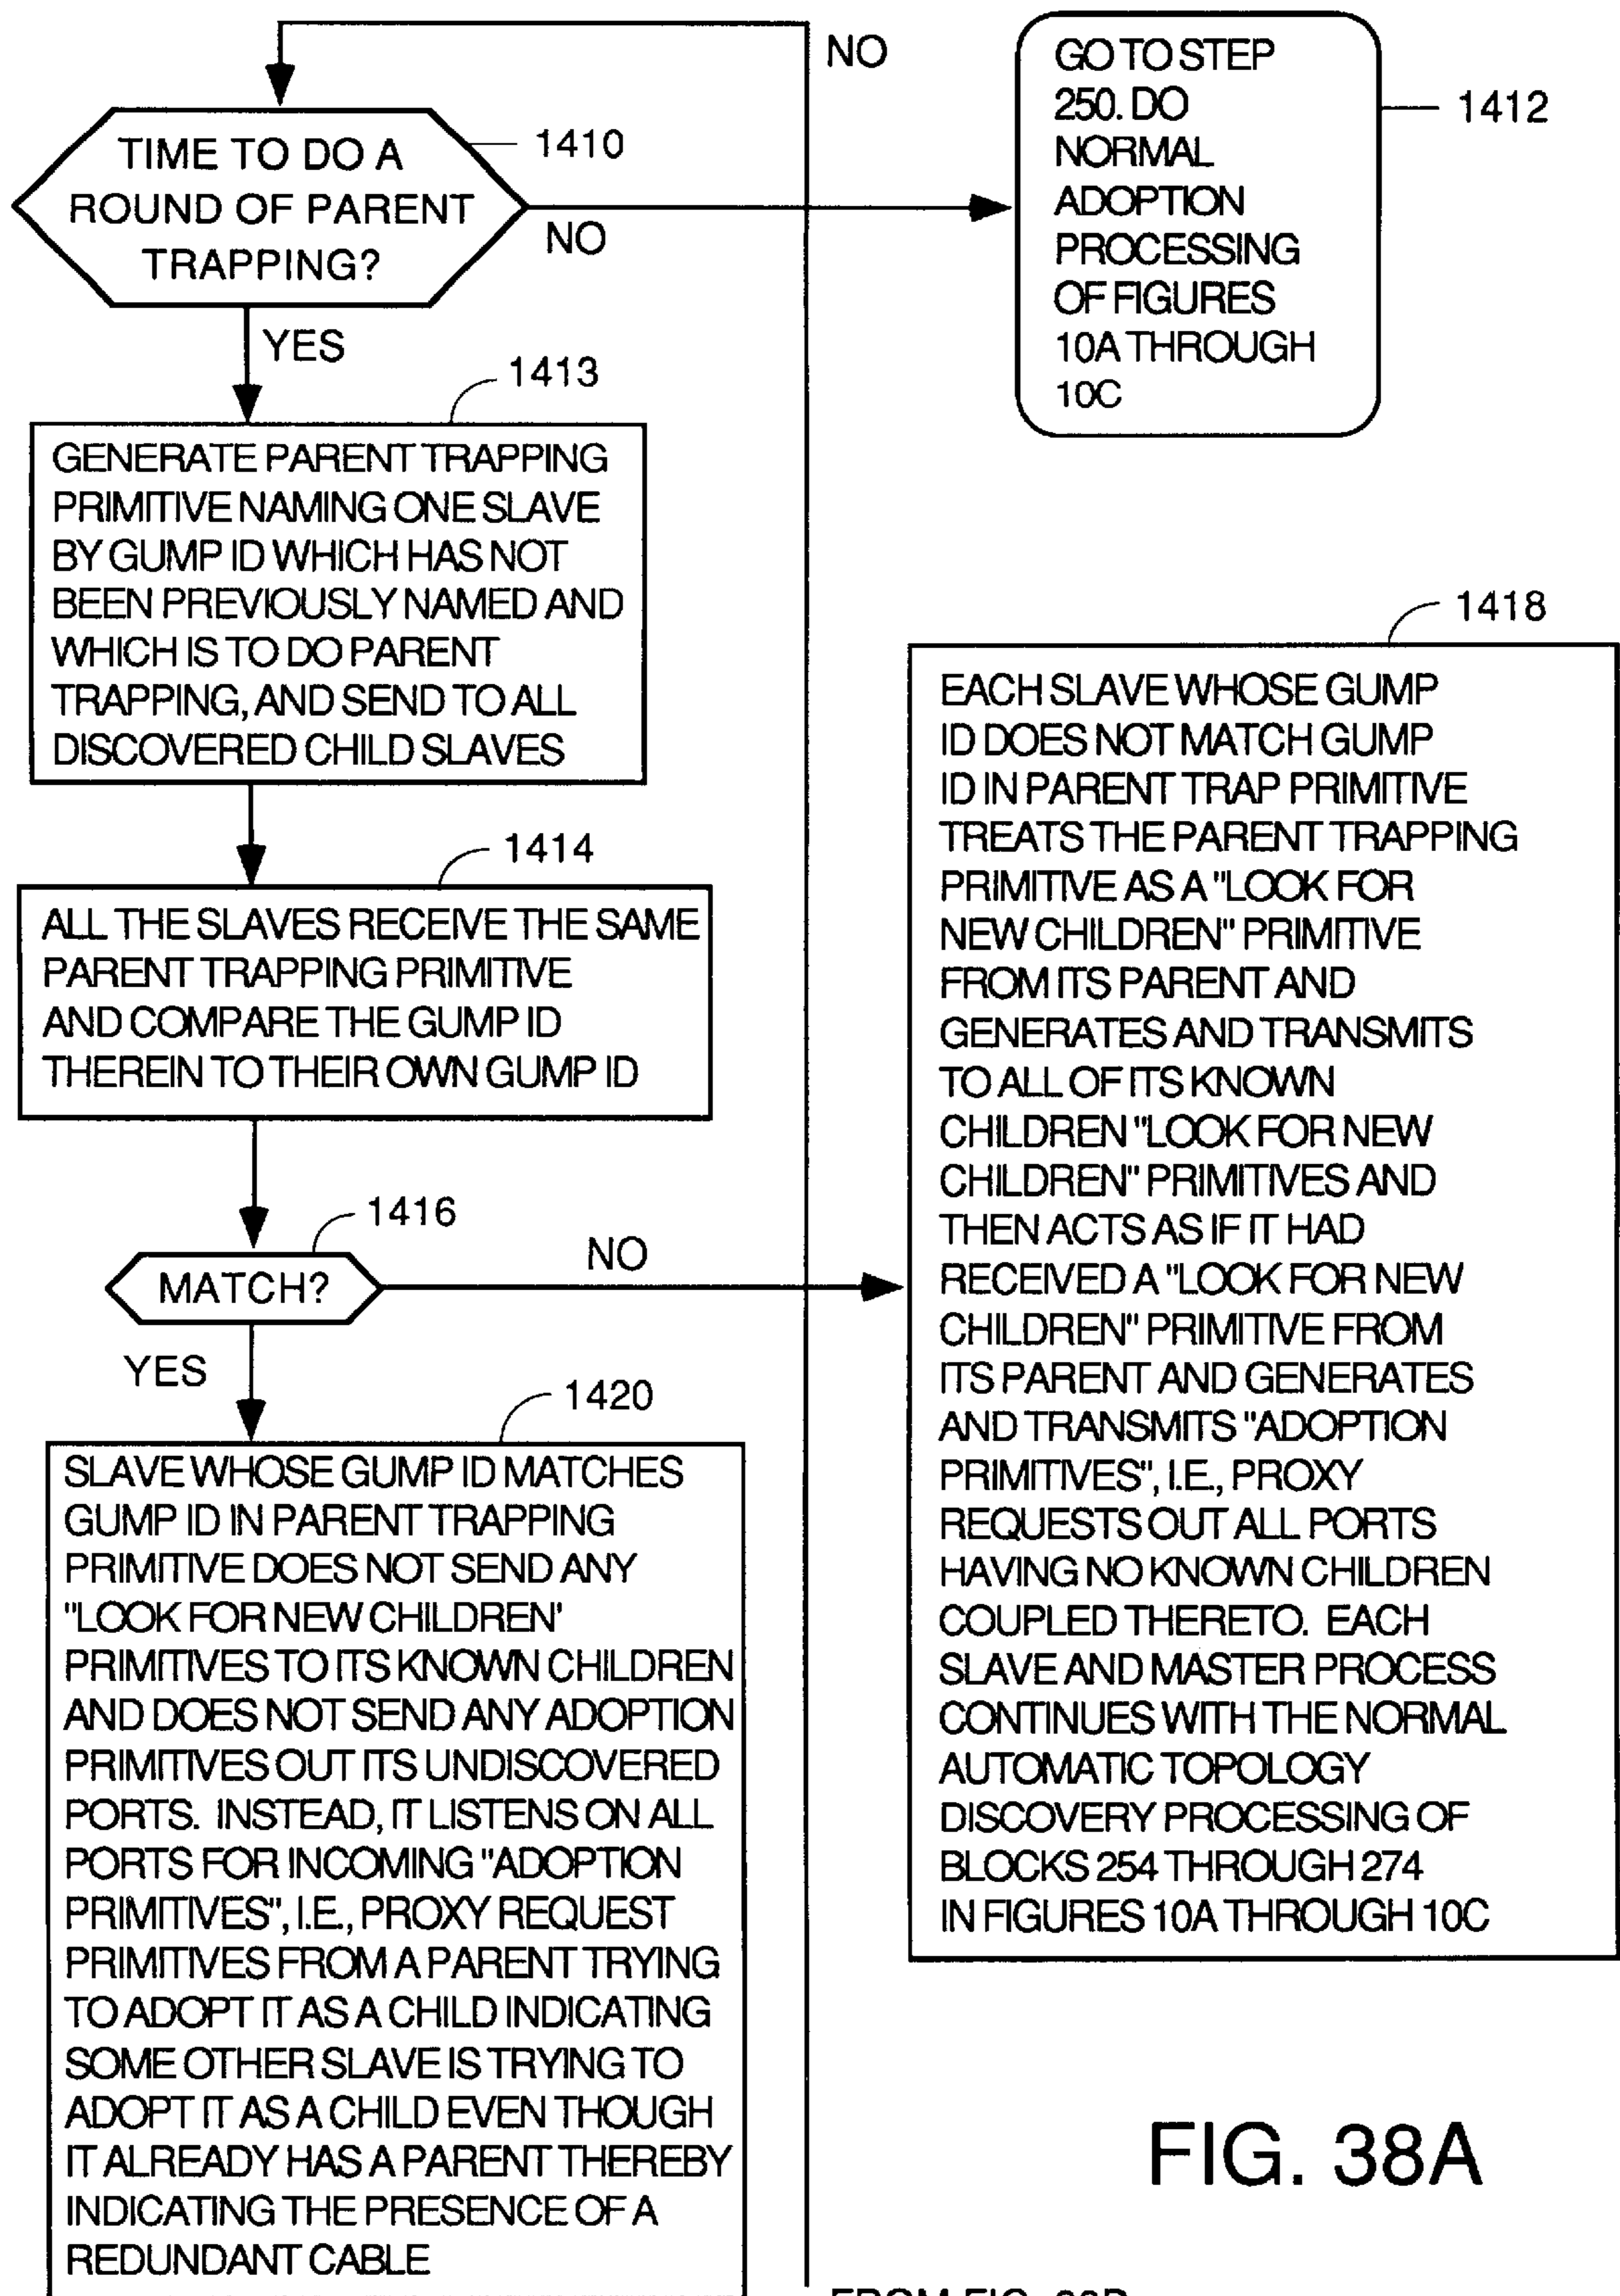 NO
TIME TO DO A
ROUND OF PARENT
TRAPPING?
1410
NO
GO TO STEP
250. DO
NORMAL
ADOPTION
PROCESSING
OF FIGURES
10A THROUGH
10C
1412
YES
1413
GENERATE PARENT TRAPPING
PRIMITIVE NAMING ONE SLAVE
BY GUMP ID WHICH HAS NOT
BEEN PREVIOUSLY NAMED AND
WHICH IS TO DO PARENT
TRAPPING, AND SEND TO ALL
DISCOVERED CHILD SLAVES
1414
ALL THE SLAVES RECEIVE THE SAME
PARENT TRAPPING PRIMITIVE
AND COMPARE THE GUMP ID
THEREIN TO THEIR OWN GUMP ID
1416
MATCH?
NO
1418
EACH SLAVE WHOSE GUMP
ID DOES NOT MATCH GUMP
ID IN PARENT TRAP PRIMITIVE
TREATS THE PARENT TRAPPING
PRIMITIVE AS A "LOOK FOR
NEW CHILDREN" PRIMITIVE
FROM ITS PARENT AND
GENERATES AND TRANSMITS
TO ALL OF ITS KNOWN
CHILDREN "LOOK FOR NEW
CHILDREN" PRIMITIVES AND
THEN ACTS AS IF IT HAD
RECEIVED A "LOOK FOR NEW
CHILDREN" PRIMITIVE FROM
ITS PARENT AND GENERATES
AND TRANSMITS "ADOPTION
PRIMITIVES", I.E., PROXY
REQUESTS OUT ALL PORTS
HAVING NO KNOWN CHILDREN
COUPLED THERETO. EACH
SLAVE AND MASTER PROCESS
CONTINUES WITH THE NORMAL
AUTOMATIC TOPOLOGY
DISCOVERY PROCESSING OF
BLOCKS 254 THROUGH 274
IN FIGURES 10A THROUGH 10C
YES
1420
SLAVE WHOSE GUMP ID MATCHES
GUMP ID IN PARENT TRAPPING
PRIMITIVE DOES NOT SEND ANY
"LOOK FOR NEW CHILDREN'
PRIMITIVES TO ITS KNOWN CHILDREN
AND DOES NOT SEND ANY ADOPTION
PRIMITIVES OUT ITS UNDISCOVERED
PORTS. INSTEAD, IT LISTENS ON ALL
PORTS FOR INCOMING "ADOPTION
PRIMITIVES", I.E., PROXY REQUEST
PRIMITIVES FROM A PARENT TRYING
TO ADOPT IT AS A CHILD INDICATING
SOME OTHER SLAVE IS TRYING TO
ADOPT IT AS A CHILD EVEN THOUGH
IT ALREADY HAS A PARENT THEREBY
INDICATING THE PRESENCE OF A
REDUNDANT CABLE
FIG. 38A
FROM FIG.